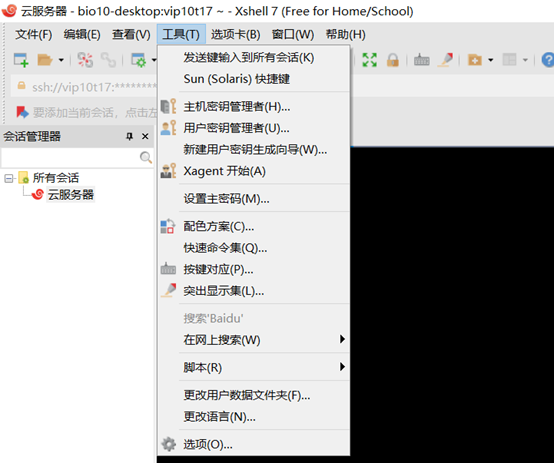 云服务器 - bio10-desktop:vip10t17 ~ - Xshell 7 (Free for Home/School)
文件(F) 编辑(E) 查看(V) 工具(T) 选项卡(B) 窗口(W) 帮助(H)
发送键输入到所有会话(K)
Sun (Solaris) 快捷键
ssh://vip10t17:********
主机密钥管理者(H)...
要添加当前会话，点击左
用户密钥管理者(U)...
会话管理器
新建用户密钥生成向导(W)...
Xagent 开始(A)
所有会话
云服务器
设置主密码(M)...
配色方案(C)...
快速命令集(Q)...
按键对应(P)...
突出显示集(L)...
搜索'Baidu'
在网上搜索(W)
脚本(R)
更改用户数据文件夹(F)...
更改语言(N)...
选项(O)...